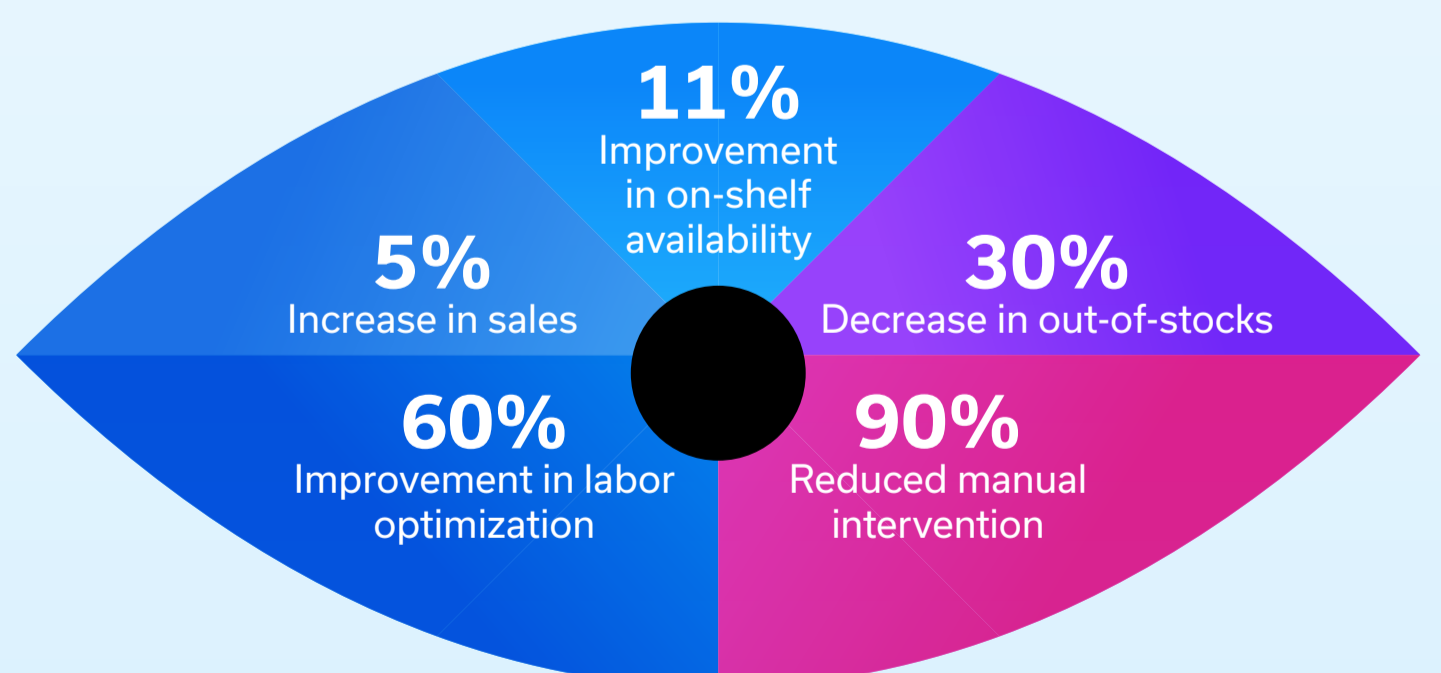 11%
Improvement
in on-shelf
availability
5%
Increase in sales
30%
Decrease in out-of-stocks
60%
Improvement in labor
optimization
90%
Reduced manual
intervention